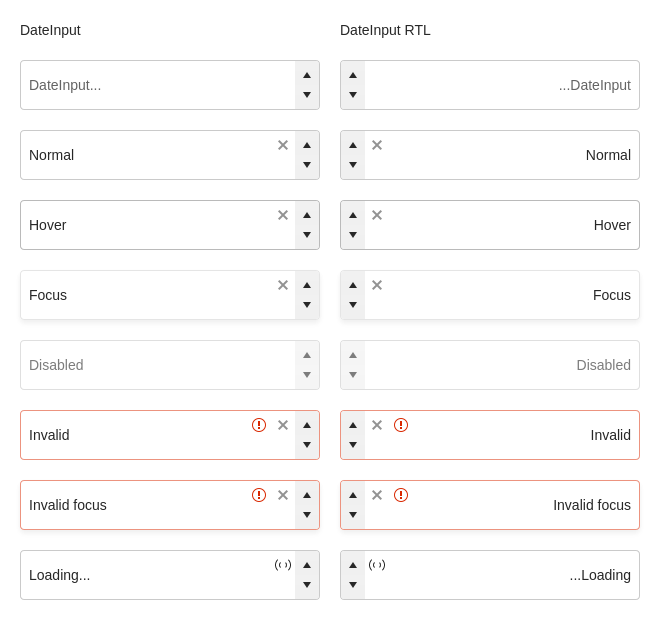 DateInput
DateInput RTL
DateInput...
...DateInput
Normal
Normal
Hover
Hover
Focus
Focus
Disabled
Disabled
Invalid
Invalid
Invalid focus
Invalid focus
Loading...
...Loading